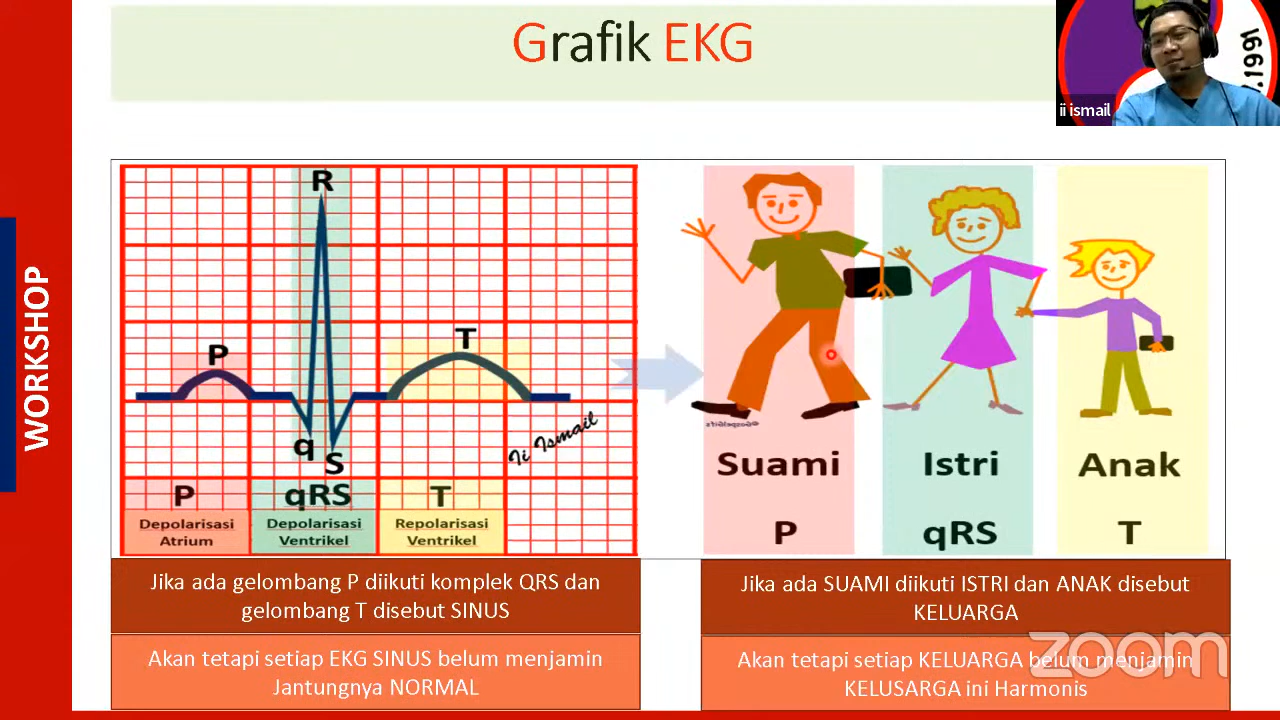 Grafik EKG
ii ismail
WORKSHOP
R
P
T
q
S
Ii Ismail
P
qRS
T
Depolarisasi
Atrium
Depolarisasi
Ventrikel
Repolarisasi
Ventrikel
Suami
Istri
Anak
P
qRS
T
Jika ada gelombang P diikuti komplek QRS dan
gelombang T disebut SINUS
Akan tetapi setiap EKG SINUS belum menjamin
Jantungnya NORMAL
Jika ada SUAMI diikuti ISTRI dan ANAK disebut
KELUARGA
Akan tetapi setiap KELUARGA belum menjamin
KELUSARGA ini Harmonis
zoom